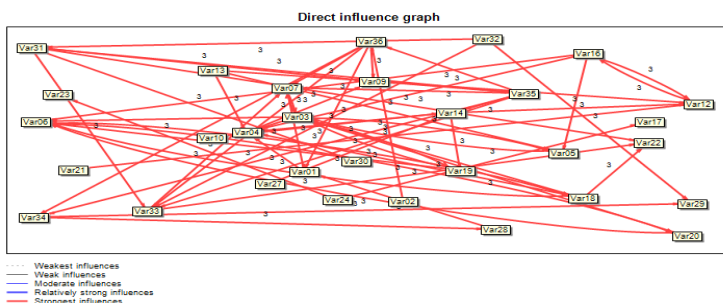 Direct influence graph
Var31
Var36
Var32
Var16
Var13
Var23
Var07
Var09
Var35
Var12
Var06
Var03
Var14
Var17
Var10
Var04
Var22
Var21
Var01
Var30
Var19
Var05
Var27
Var34
Var33
Var24
Var02
Var18
Var29
Var28
Var20
3
Weakest influences
Weak influences
Moderate influences
Relatively strong influences
Strongest influences